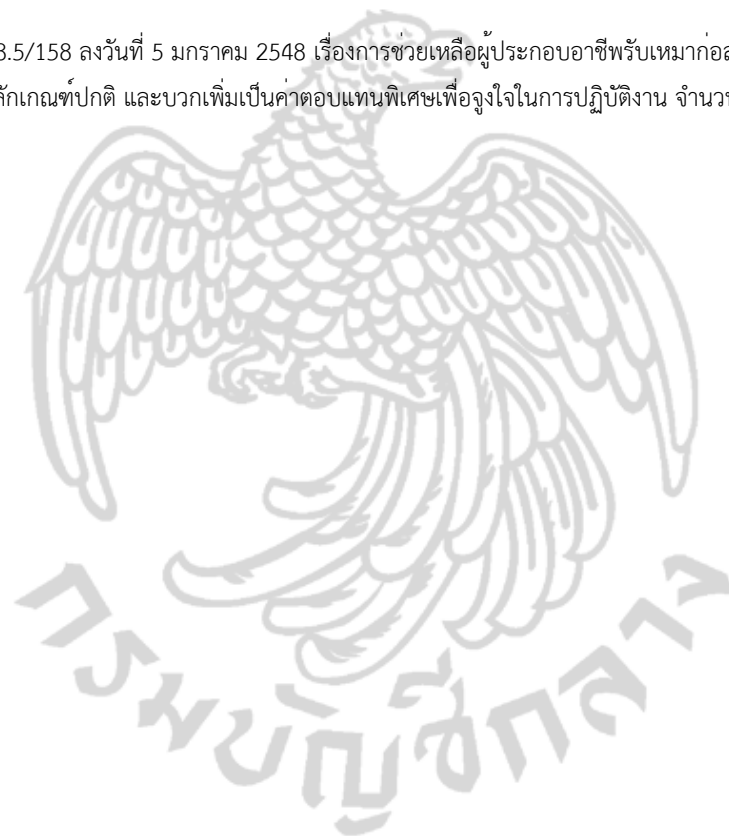 3.5/158 ลงวันที่ 5 มกราคม 2548 เรื่องการช่วยเหลือผู้ประกอบอาชีพรับเหมาก่อส
ลักเกณฑ์ปกติ และบวกเพิ่มเป็นค่าตอบแทนพิเศษเพื่อจูงใจในการปฏิบัติงาน จำนวน
กรมบัญชีกลาง